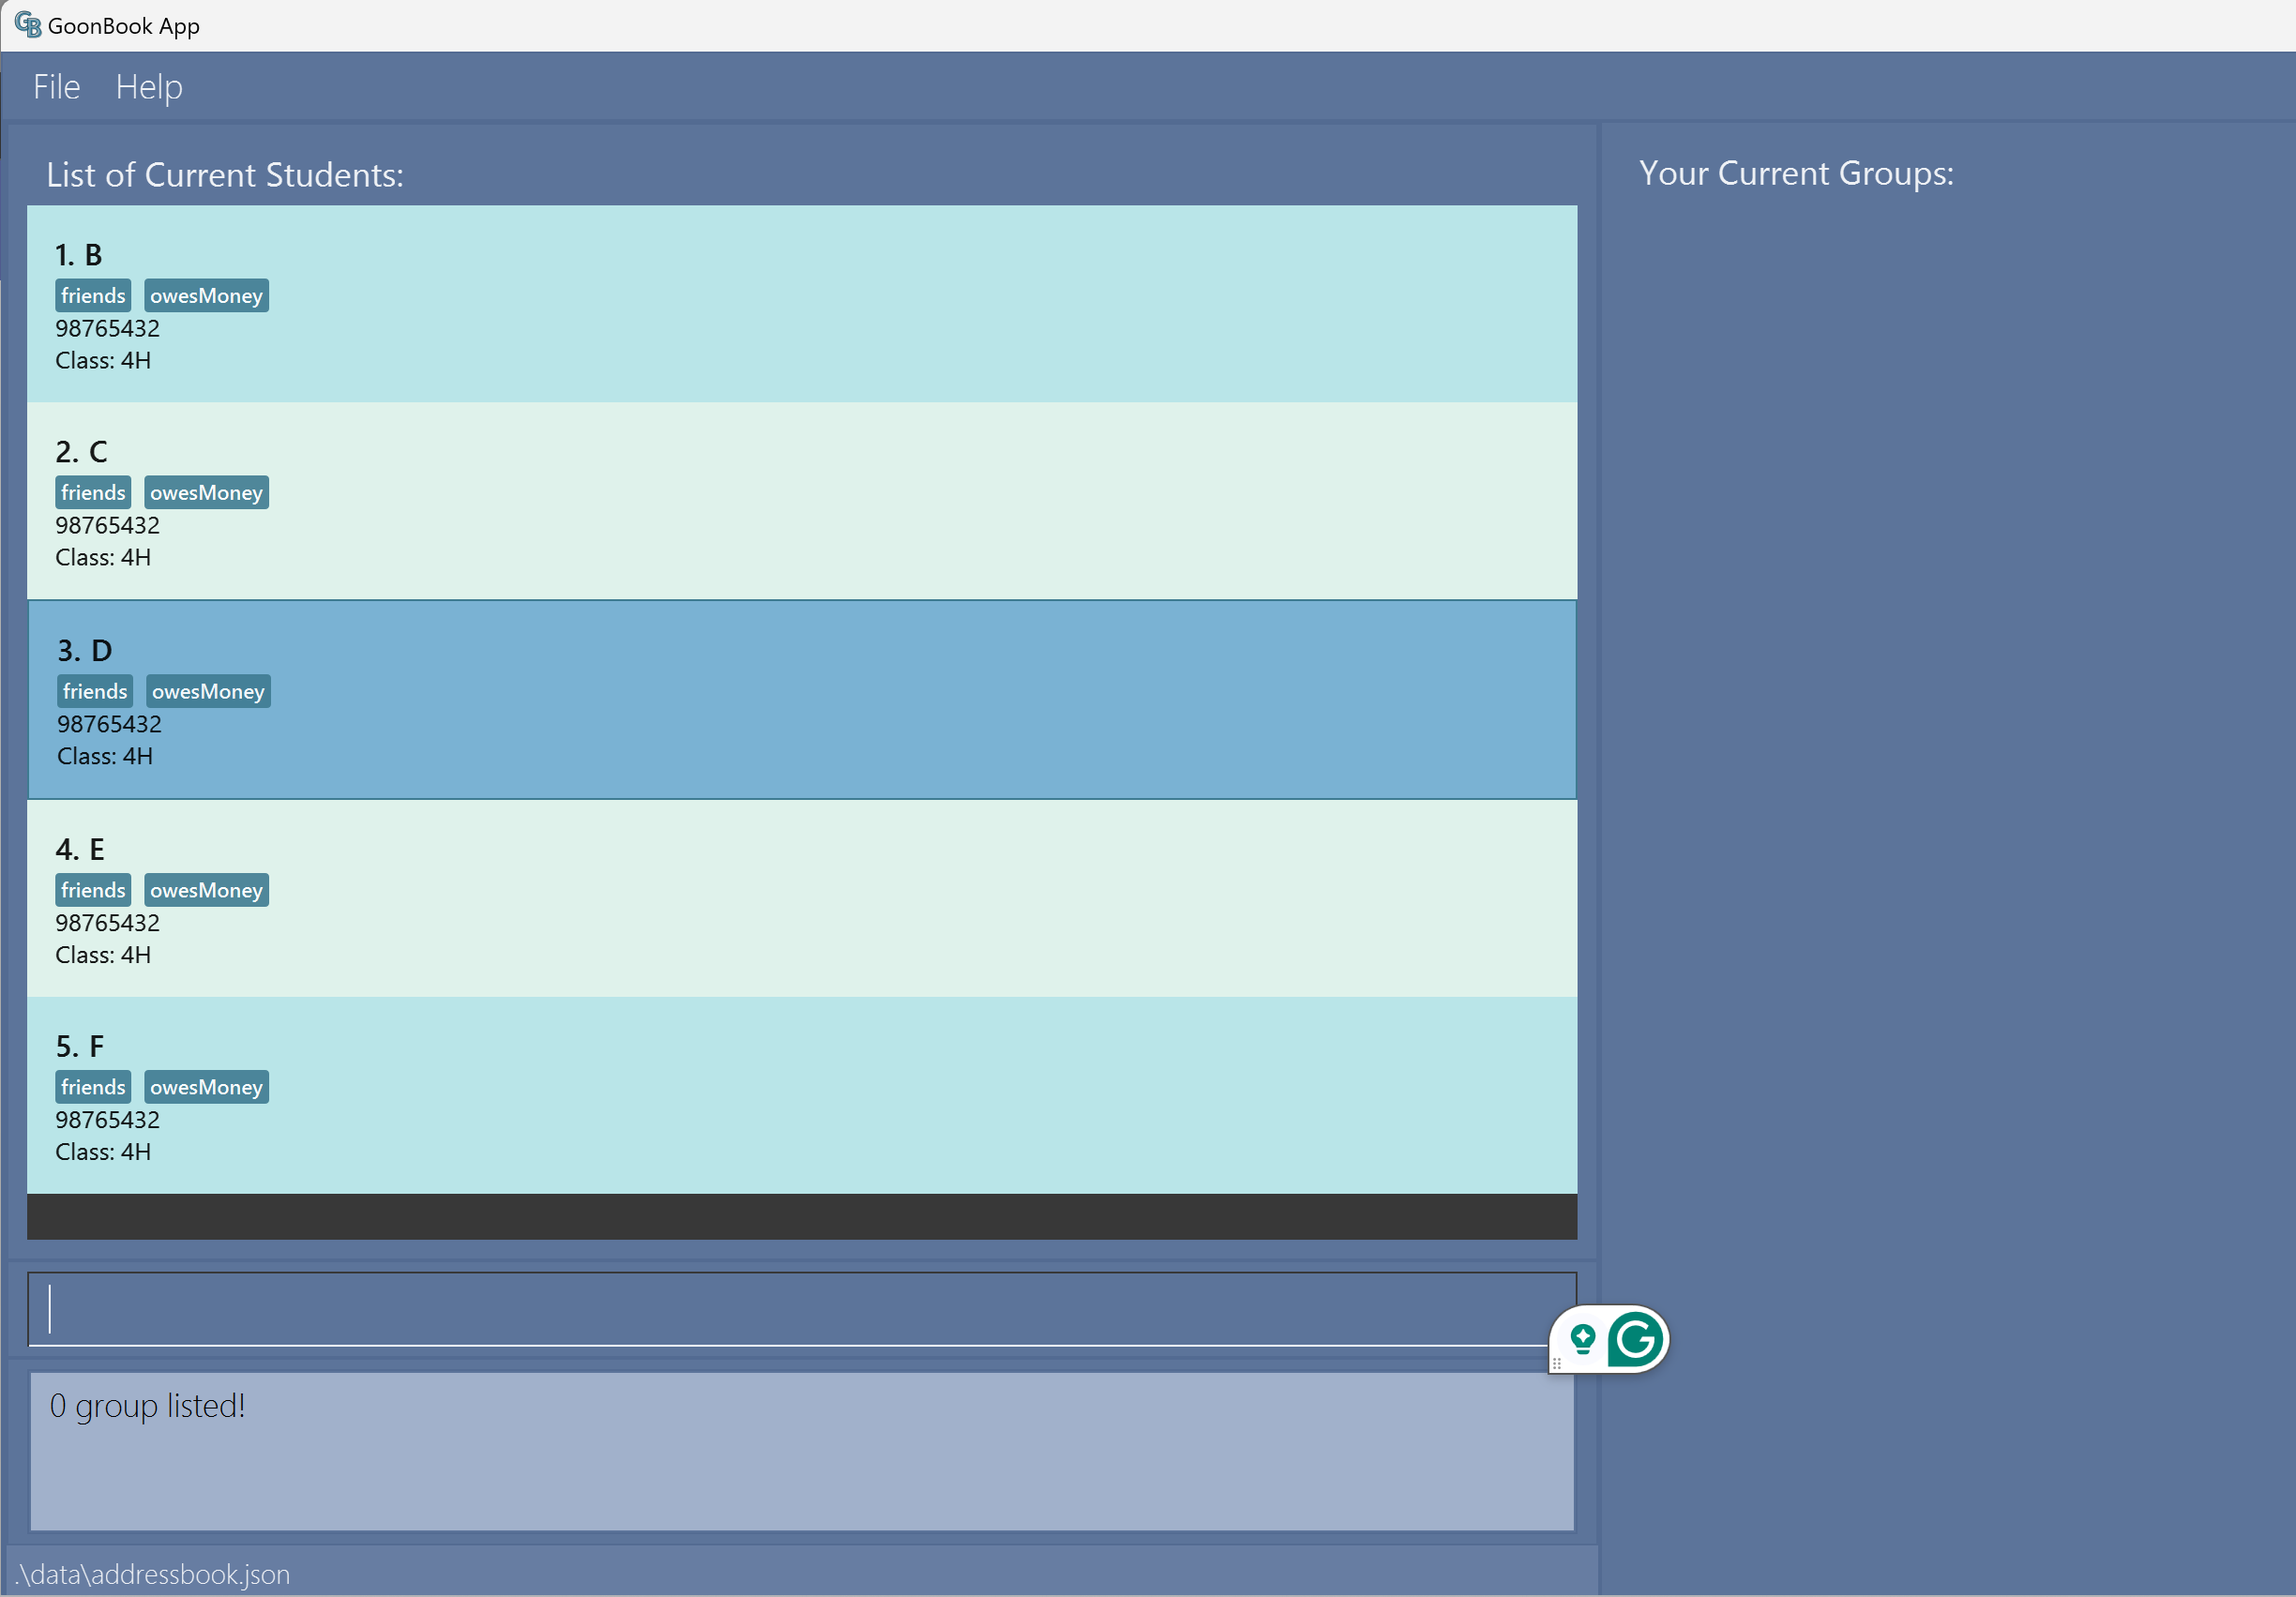 GB GoonBook App
File Help
List of Current Students:
1. B
friends owesMoney
98765432
Class: 4H
2. C
friends owesMoney
98765432
Class: 4H
3. D
friends owesMoney
98765432
Class: 4H
4. E
friends owesMoney
98765432
Class: 4H
5. F
friends owesMoney
98765432
Class: 4H
0 group listed!
.\data\addressbook.json
Your Current Groups: